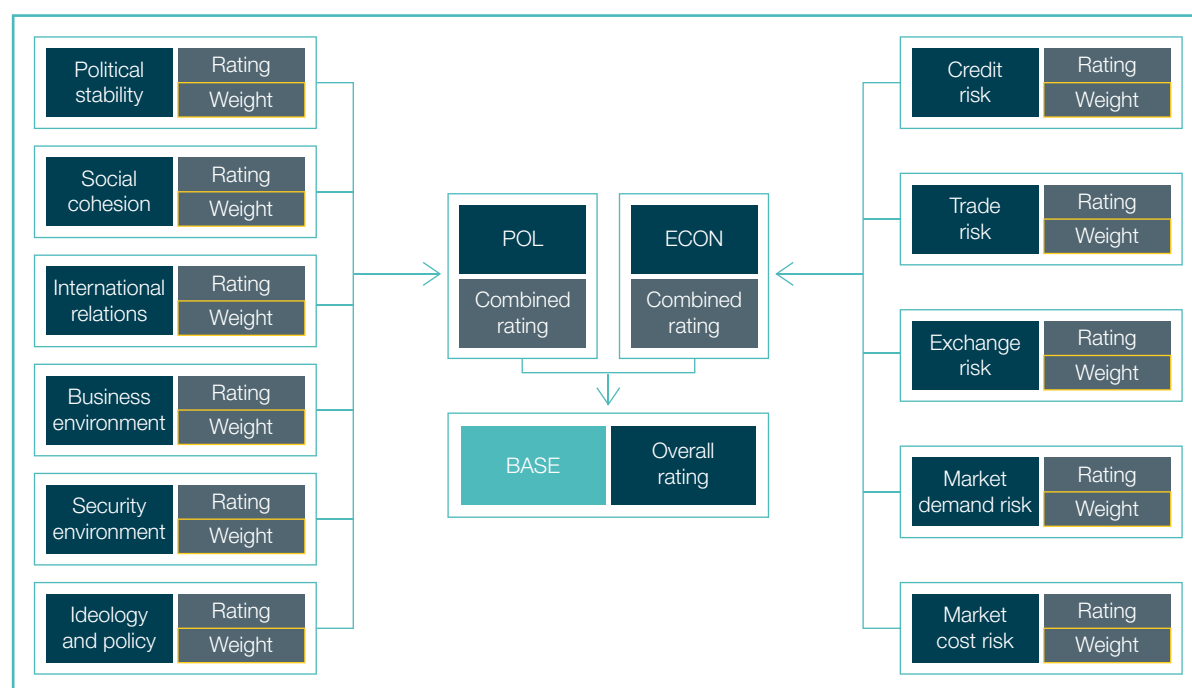 Political
stability
Rating
Weight
Social
cohesion
Rating
Weight
International
relations
Rating
Weight
Business
environment
Rating
Weight
Security
environment
Rating
Weight
Ideology
and policy
Rating
Weight
POL
Combined
rating
ECON
Combined
rating
BASE
Overall
rating
Credit
risk
Rating
Weight
Trade
risk
Rating
Weight
Exchange
risk
Rating
Weight
Market
demand risk
Rating
Weight
Market
cost risk
Rating
Weight